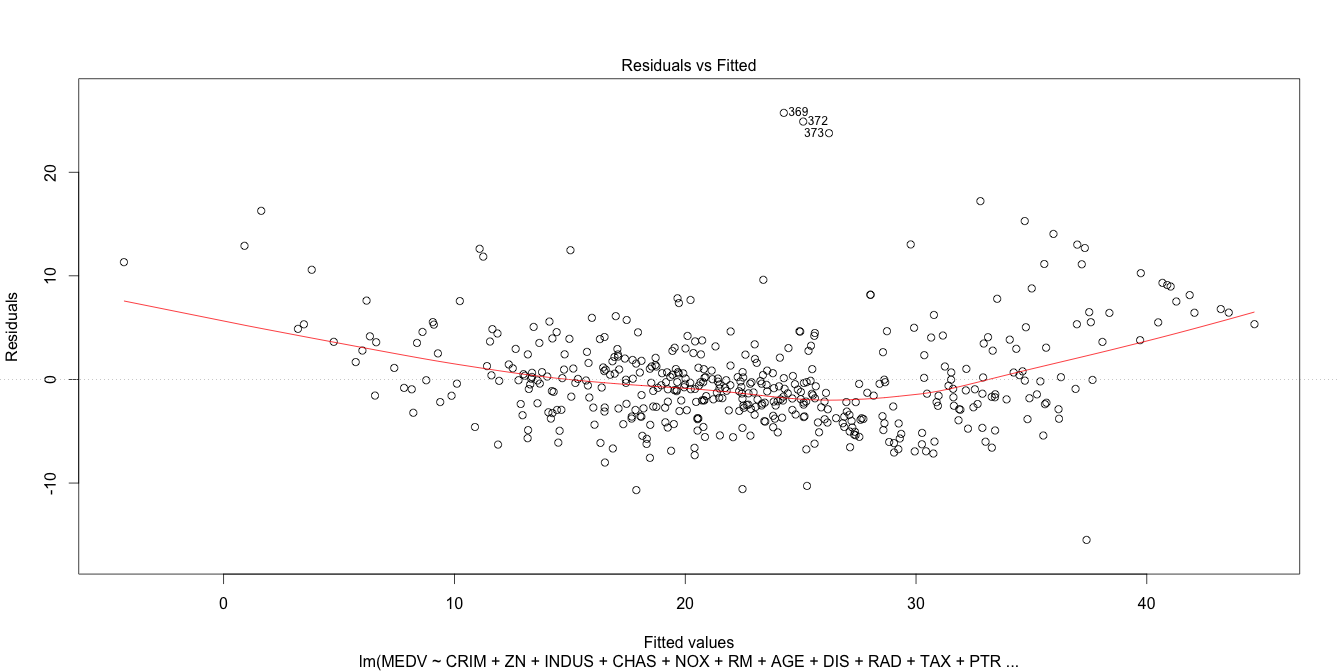 Residuals vs Fitted
369
372
373
Residuals
20
10
0
-10
0 10 20 30 40
Fitted values
lm(MEDV ~ CRIM + ZN + INDUS + CHAS + NOX + RM + AGE + DIS + RAD + TAX + PTR ...